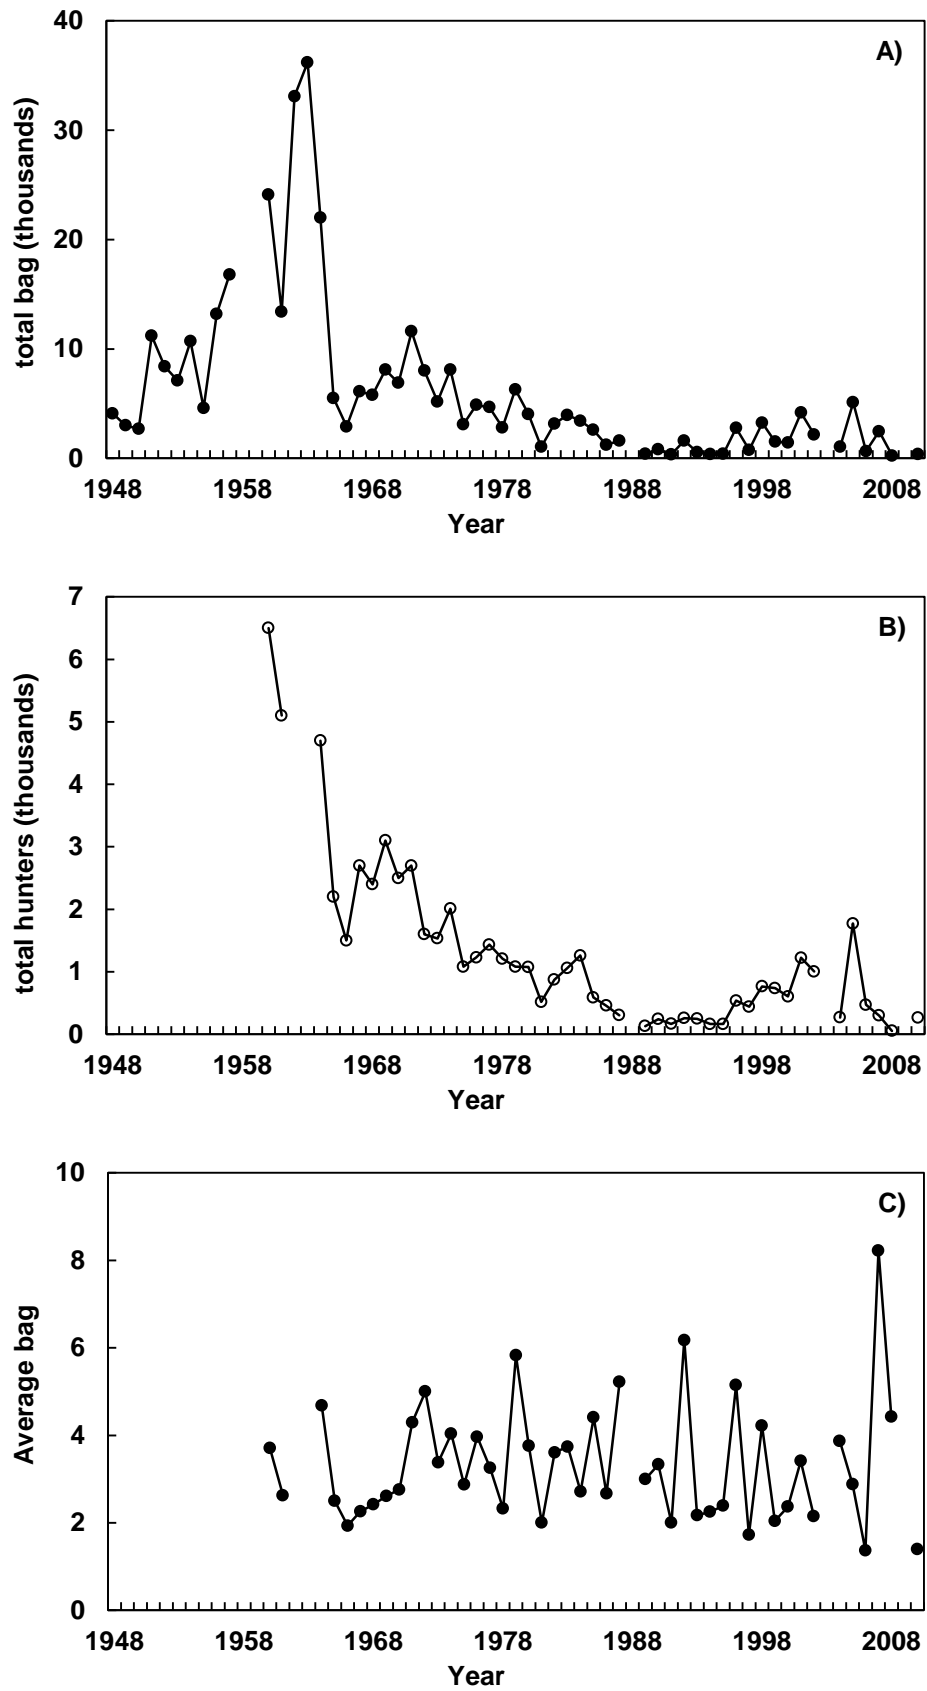 A)
total bag (thousands)
40
30
20
10
0
1948 1958 1968 1978 1988 1998 2008
Year
B)
total hunters (thousands)
7
6
5
4
3
2
1
0
1948 1958 1968 1978 1988 1998 2008
Year
C)
Average bag
10
8
6
4
2
0
1948 1958 1968 1978 1988 1998 2008
Year